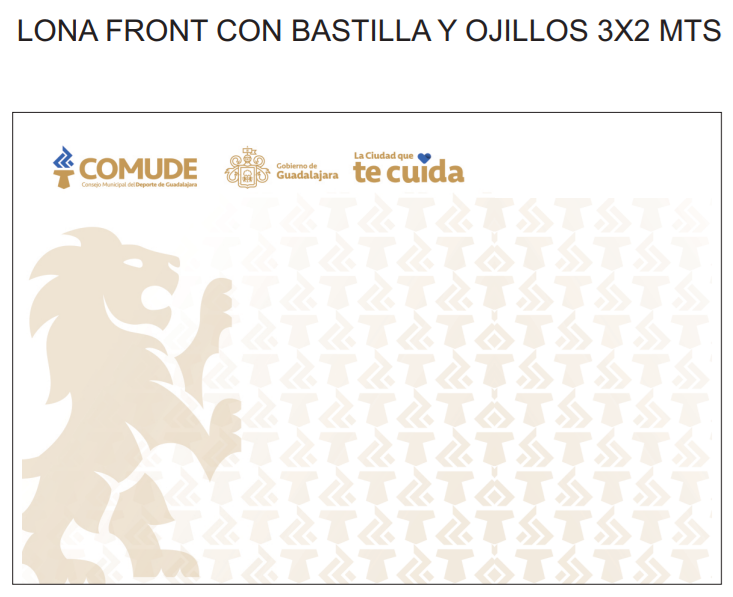 LONA FRONT CON BASTILLA Y OJILLOS 3X2 MTS
COMUDE
Consejo Municipal del Deporte de Guadalajara
Gobierno de
Guadalajara
La Ciudad que
te cuida